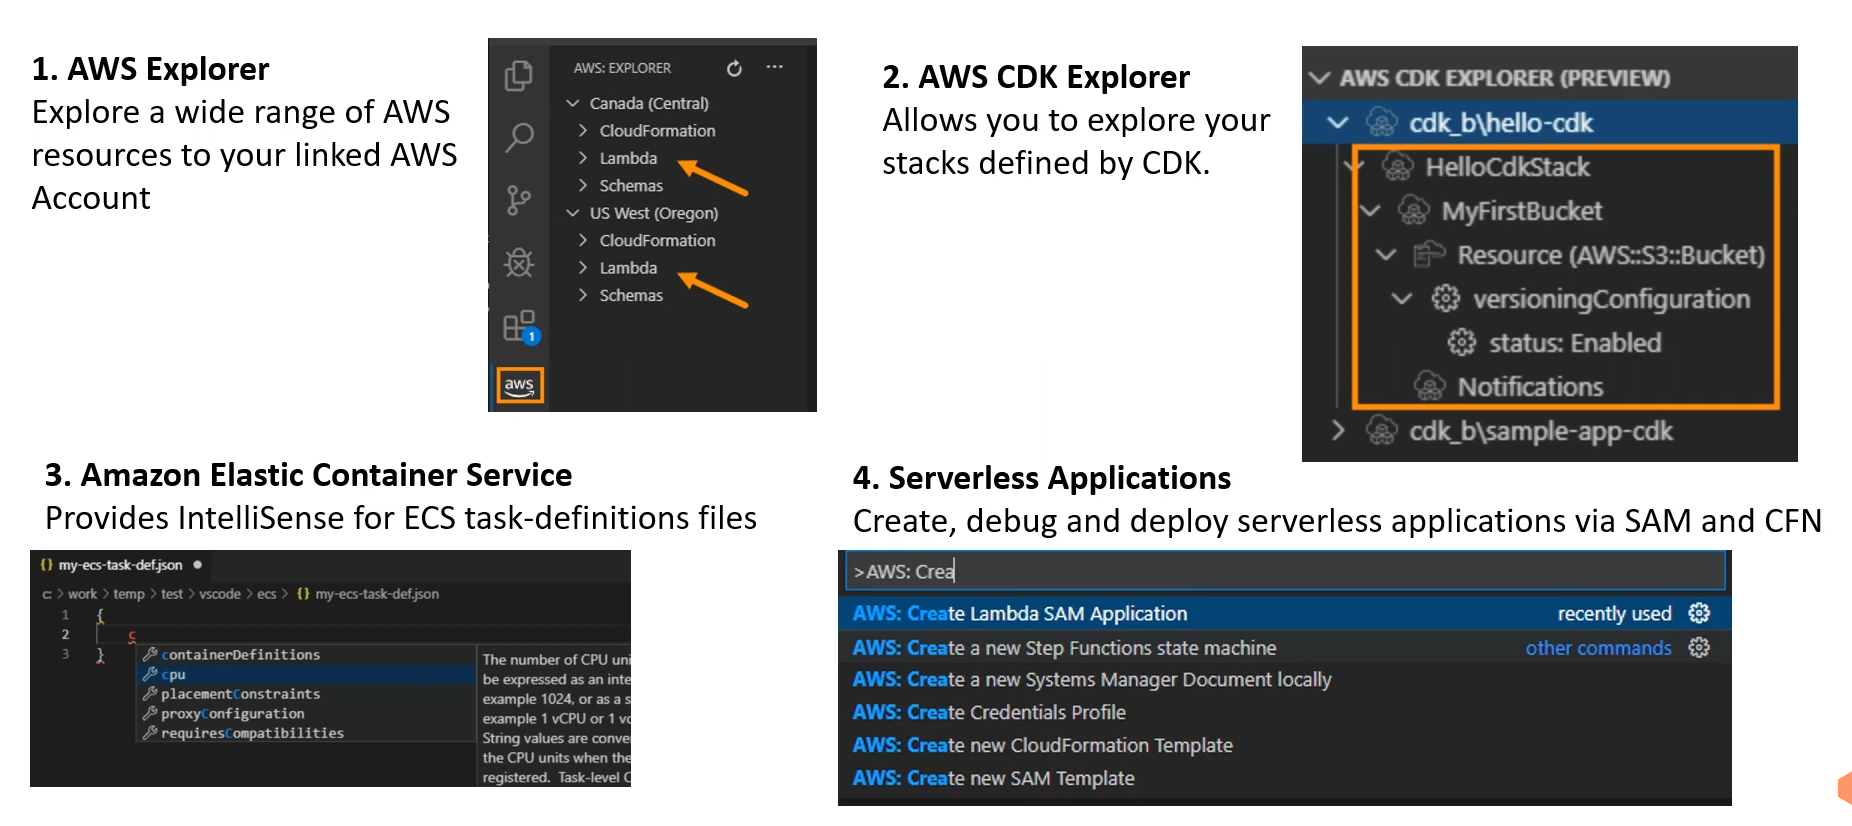 1. AWS Explorer
Explore a wide range of AWS
resources to your linked AWS
Account
AWS: EXPLORER
Canada (Central)
CloudFormation
Lambda
Schemas
US West (Oregon)
CloudFormation
Lambda
Schemas
1
aws
2. AWS CDK Explorer
Allows you to explore your
stacks defined by CDK.
AWS CDK EXPLORER (PREVIEW)
cdk_b\hello-cdk
HelloCdkStack
MyFirstBucket
Resource (AWS::S3::Bucket)
versioningConfiguration
status: Enabled
Notifications
cdk_b\sample-app-cdk
3. Amazon Elastic Container Service
Provides IntelliSense for ECS task-definitions files
{} my-ecs-task-def.json
c: > work > temp > test > vscode > ecs > {} my-ecs-task-def.json
1 {
2 c
3 }
containerDefinitions
cpu
placementConstraints
proxyConfiguration
requiresCompatibilities
The number of CPU uni
be expressed as an inte
example 1024, or as a s
example 1 vCPU or 1 vc
String values are conve
the CPU units when the
registered. Task-level C
4. Serverless Applications
Create, debug and deploy serverless applications via SAM and CFN
>AWS: Crea
AWS: Create Lambda SAM Application recently used
AWS: Create a new Step Functions state machine other commands
AWS: Create a new Systems Manager Document locally
AWS: Create Credentials Profile
AWS: Create new CloudFormation Template
AWS: Create new SAM Template